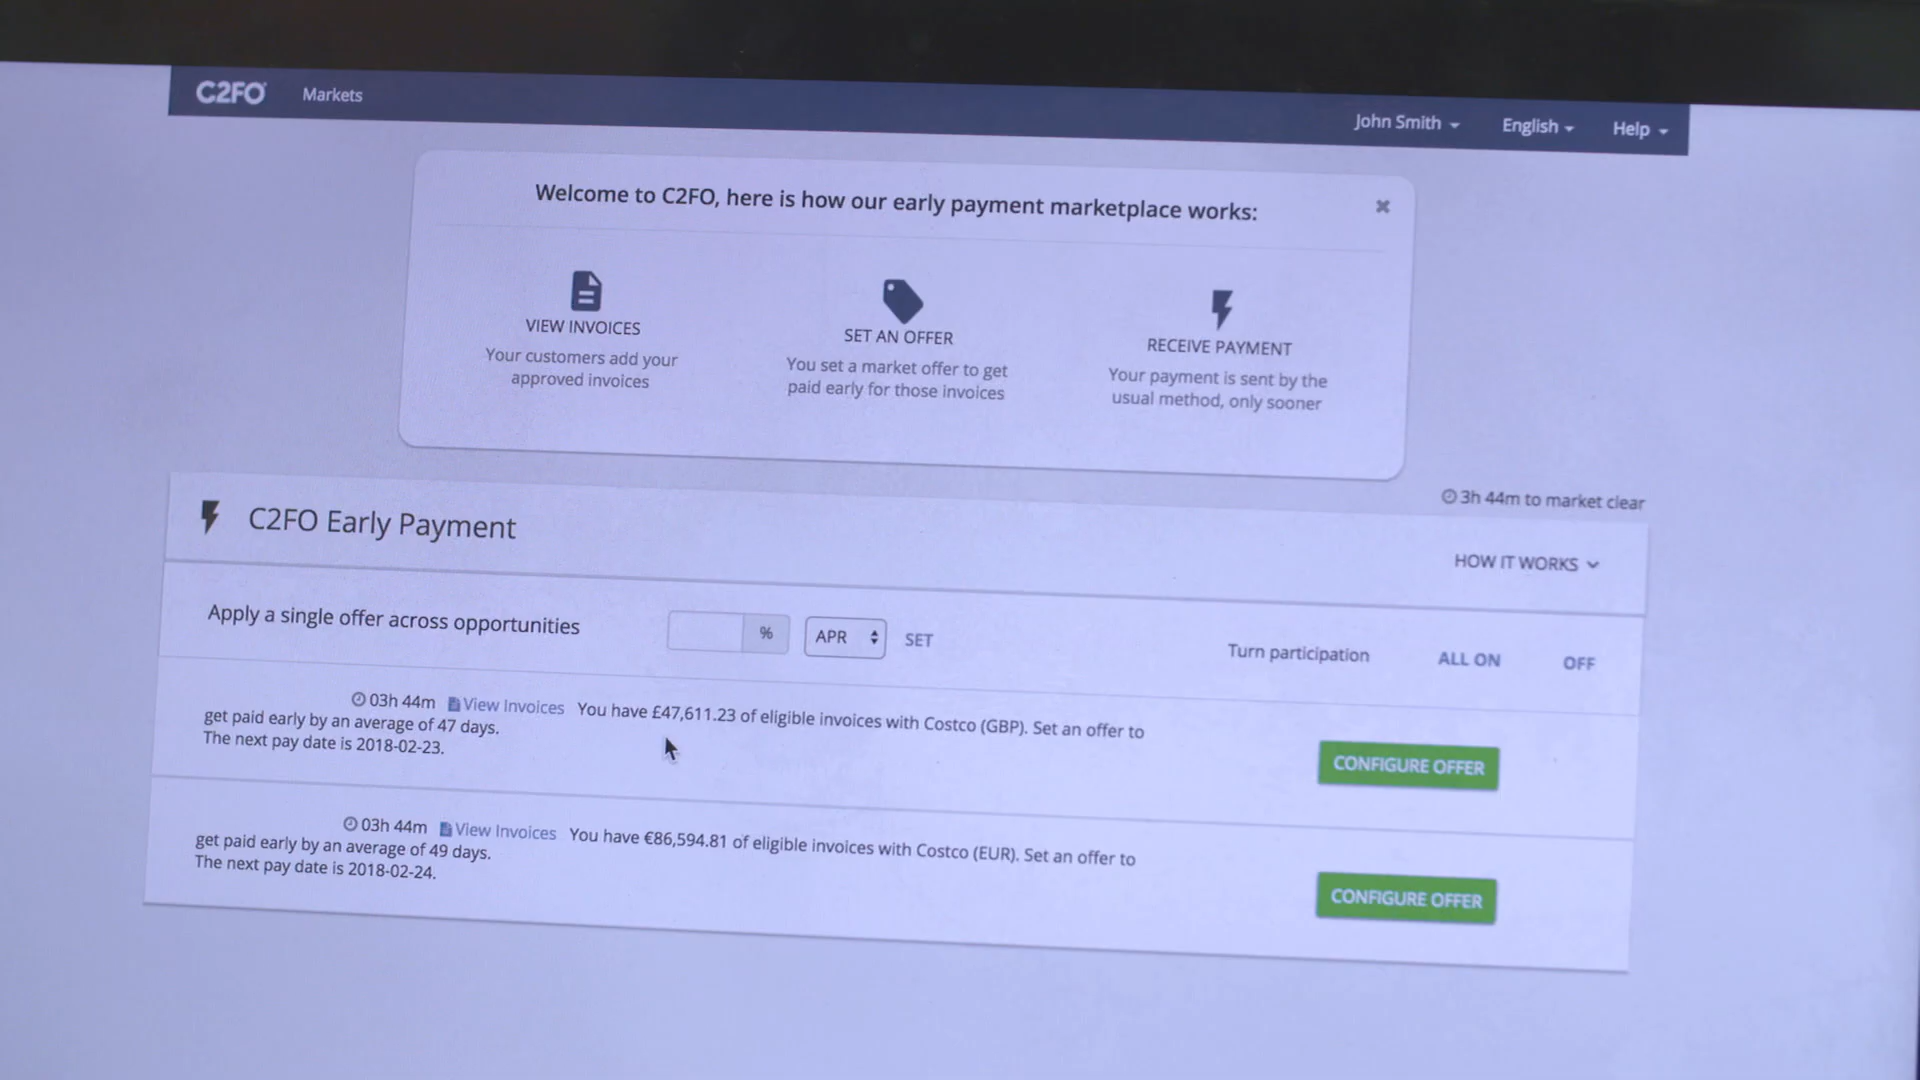 C2FO Markets John Smith English Help
Welcome to C2FO, here is how our early payment marketplace works:
VIEW INVOICES
Your customers add your
approved invoices
SET AN OFFER
You set a market offer to get
paid early for those invoices
RECEIVE PAYMENT
Your payment is sent by the
usual method, only sooner
3h 44m to market clear
C2FO Early Payment
HOW IT WORKS
Apply a single offer across opportunities % APR SET Turn participation ALL ON OFF
03h 44m View Invoices You have £47,611.23 of eligible invoices with Costco (GBP). Set an offer to
get paid early by an average of 47 days.
The next pay date is 2018-02-23.
CONFIGURE OFFER
03h 44m View Invoices You have €86,594.81 of eligible invoices with Costco (EUR). Set an offer to
get paid early by an average of 49 days.
The next pay date is 2018-02-24.
CONFIGURE OFFER